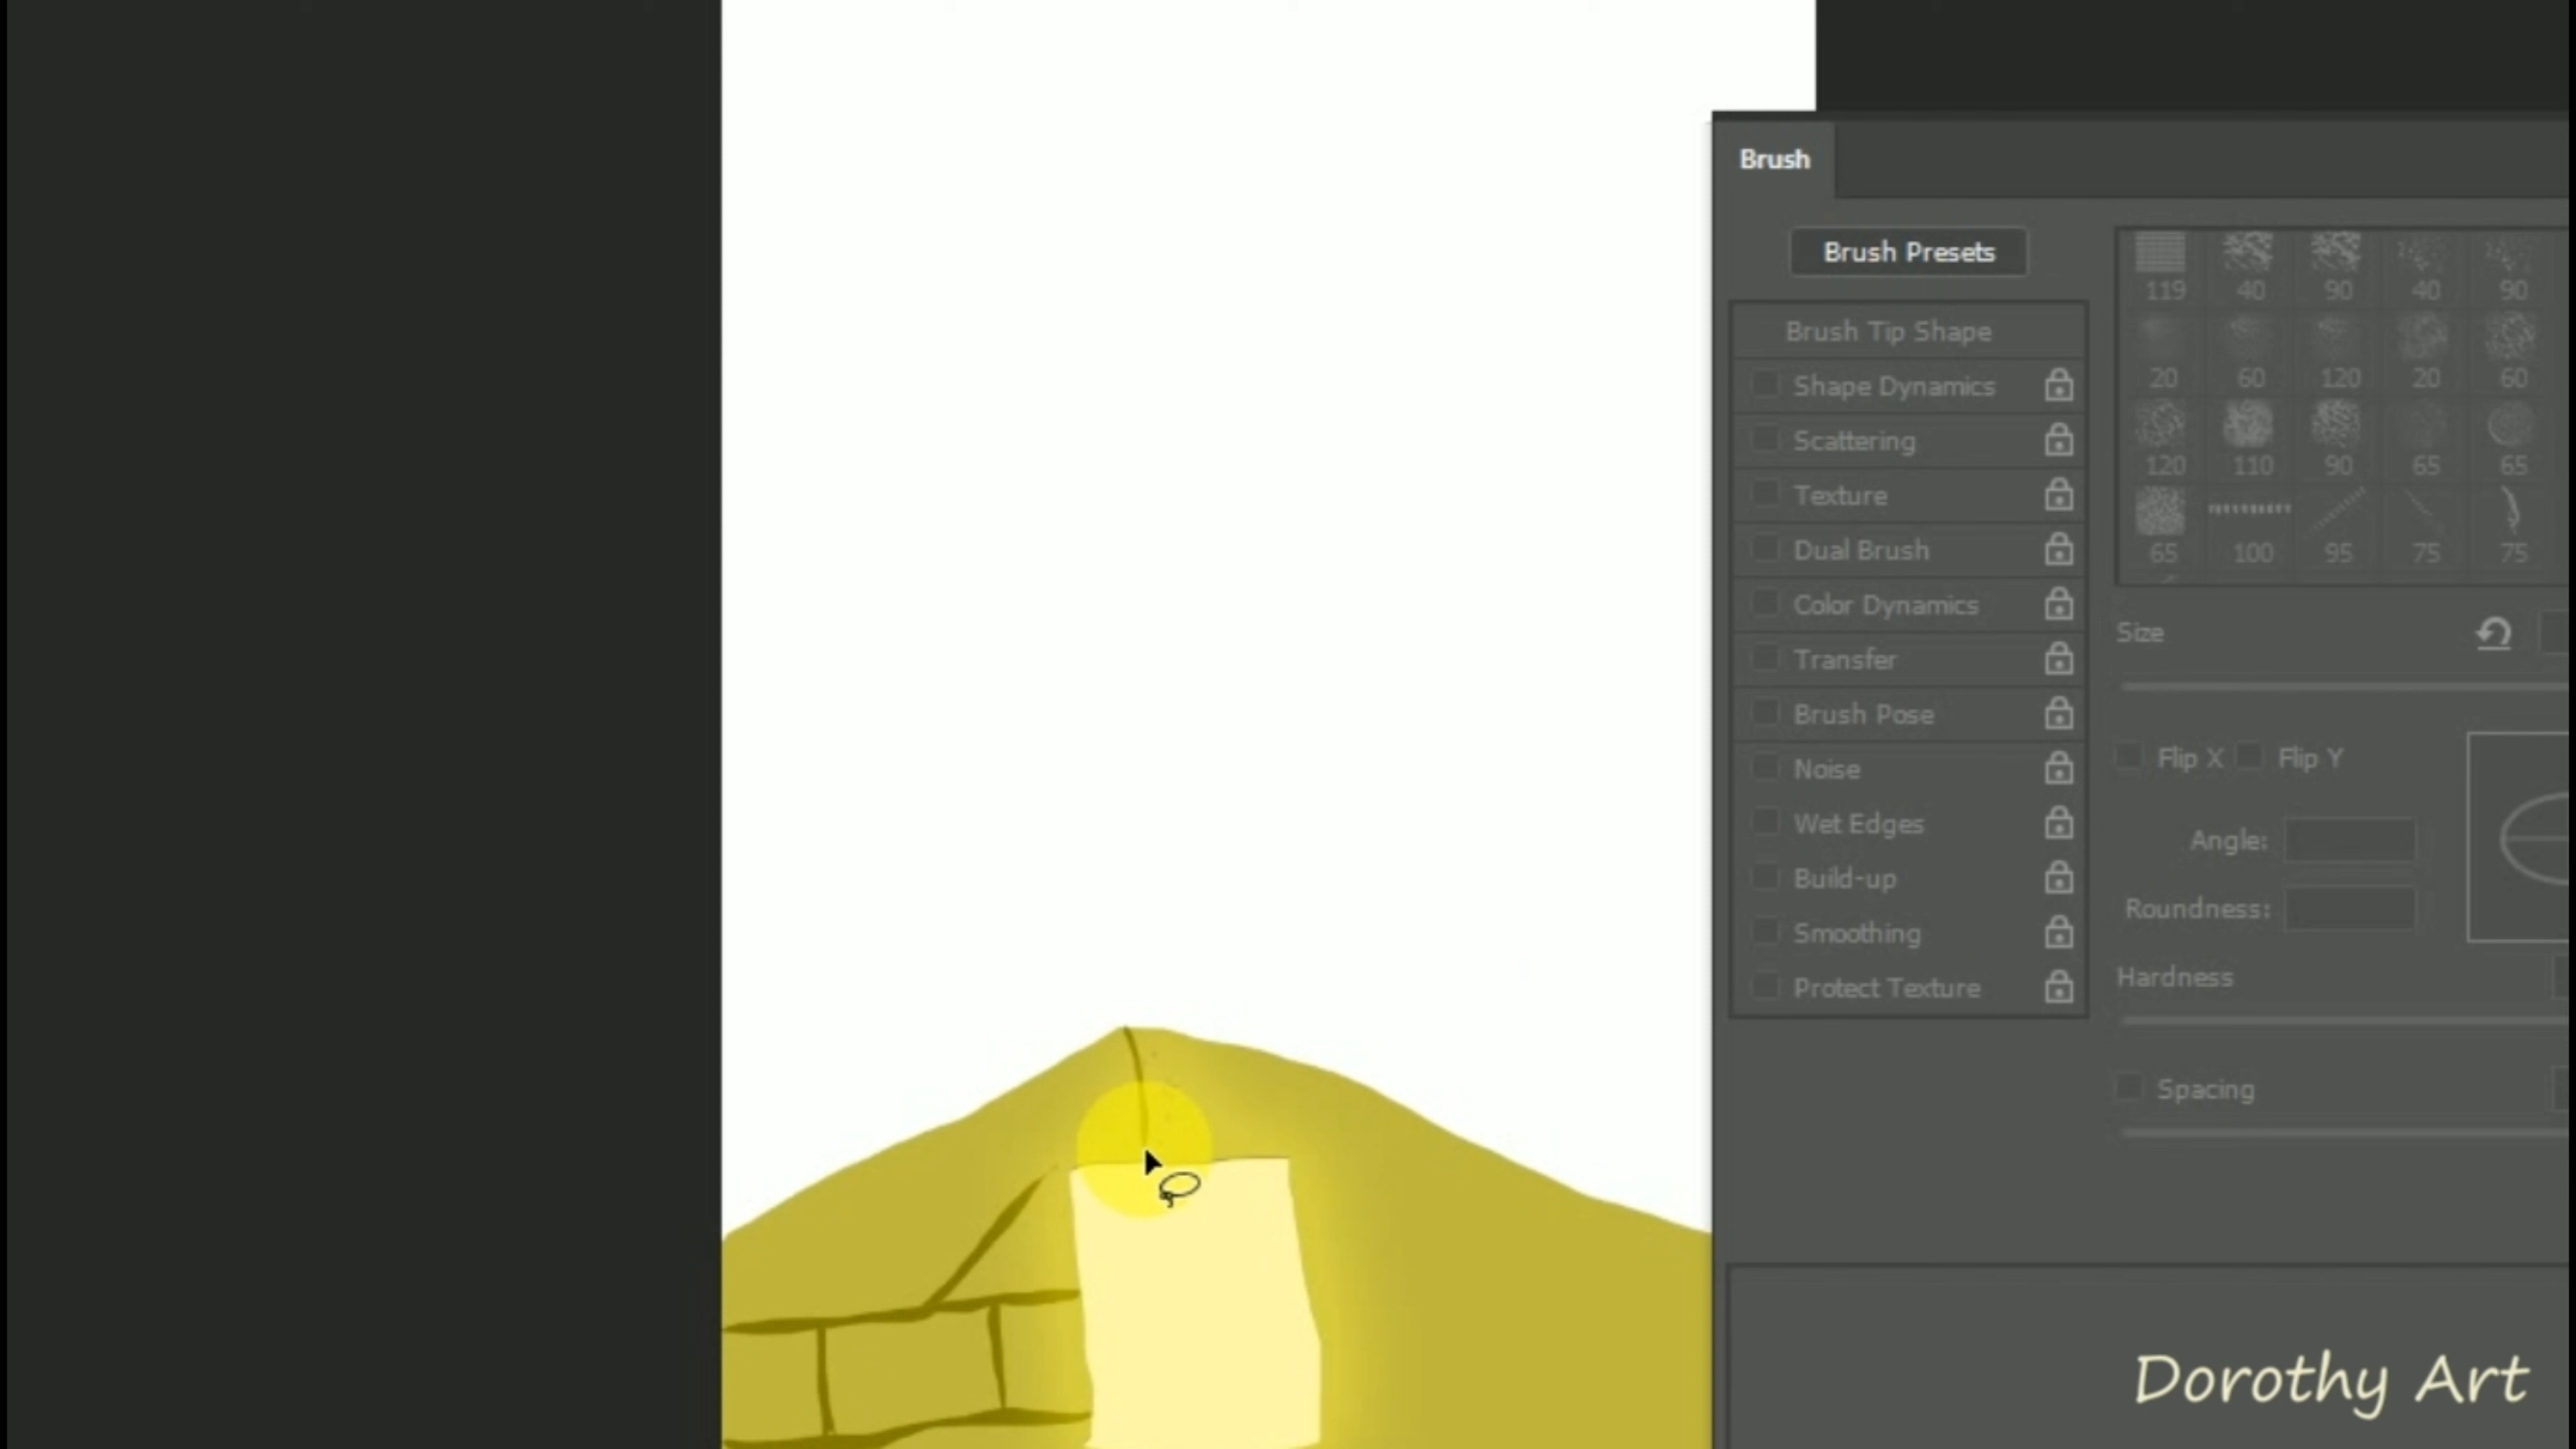 Brush
Brush Presets
Brush Tip Shape
Shape Dynamics
Scattering
Texture
Dual Brush
Color Dynamics
Transfer
Brush Pose
Noise
Wet Edges
Build-up
Smoothing
Protect Texture
119 40 90 40 90
20 60 120 20 60
120 110 90 65 65
65 100 95 75 75
Size
Flip X Flip Y
Angle:
Roundness:
Hardness
Spacing
Dorothy Art